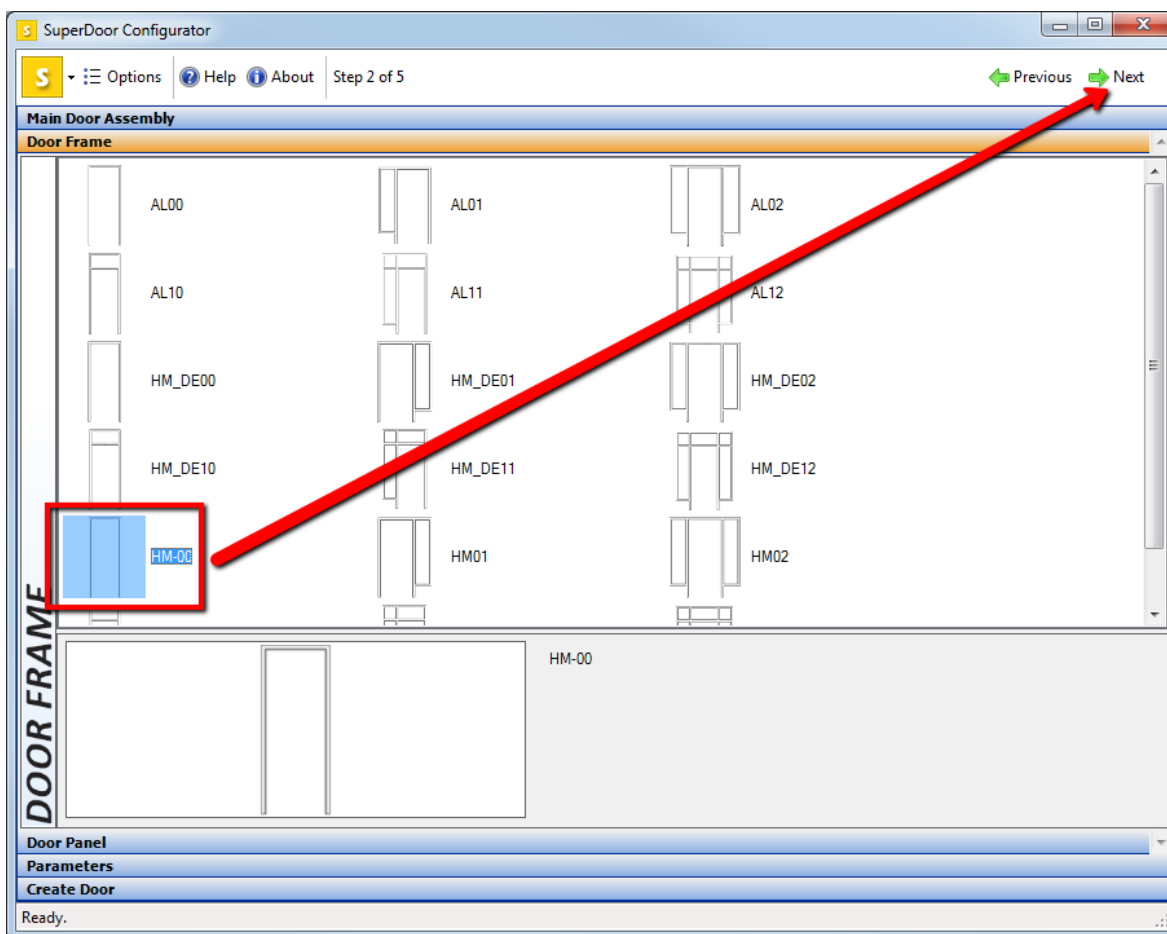 S SuperDoor Configurator
S Options Help About Step 2 of 5 Previous Next
Main Door Assembly
Door Frame
AL00 AL01 AL02
AL10 AL11 AL12
HM_DE00 HM_DE01 HM_DE02
HM_DE10 HM_DE11 HM_DE12
HM-00 HM01 HM02
DOOR FRAME
HM-00
Door Panel
Parameters
Create Door
Ready.